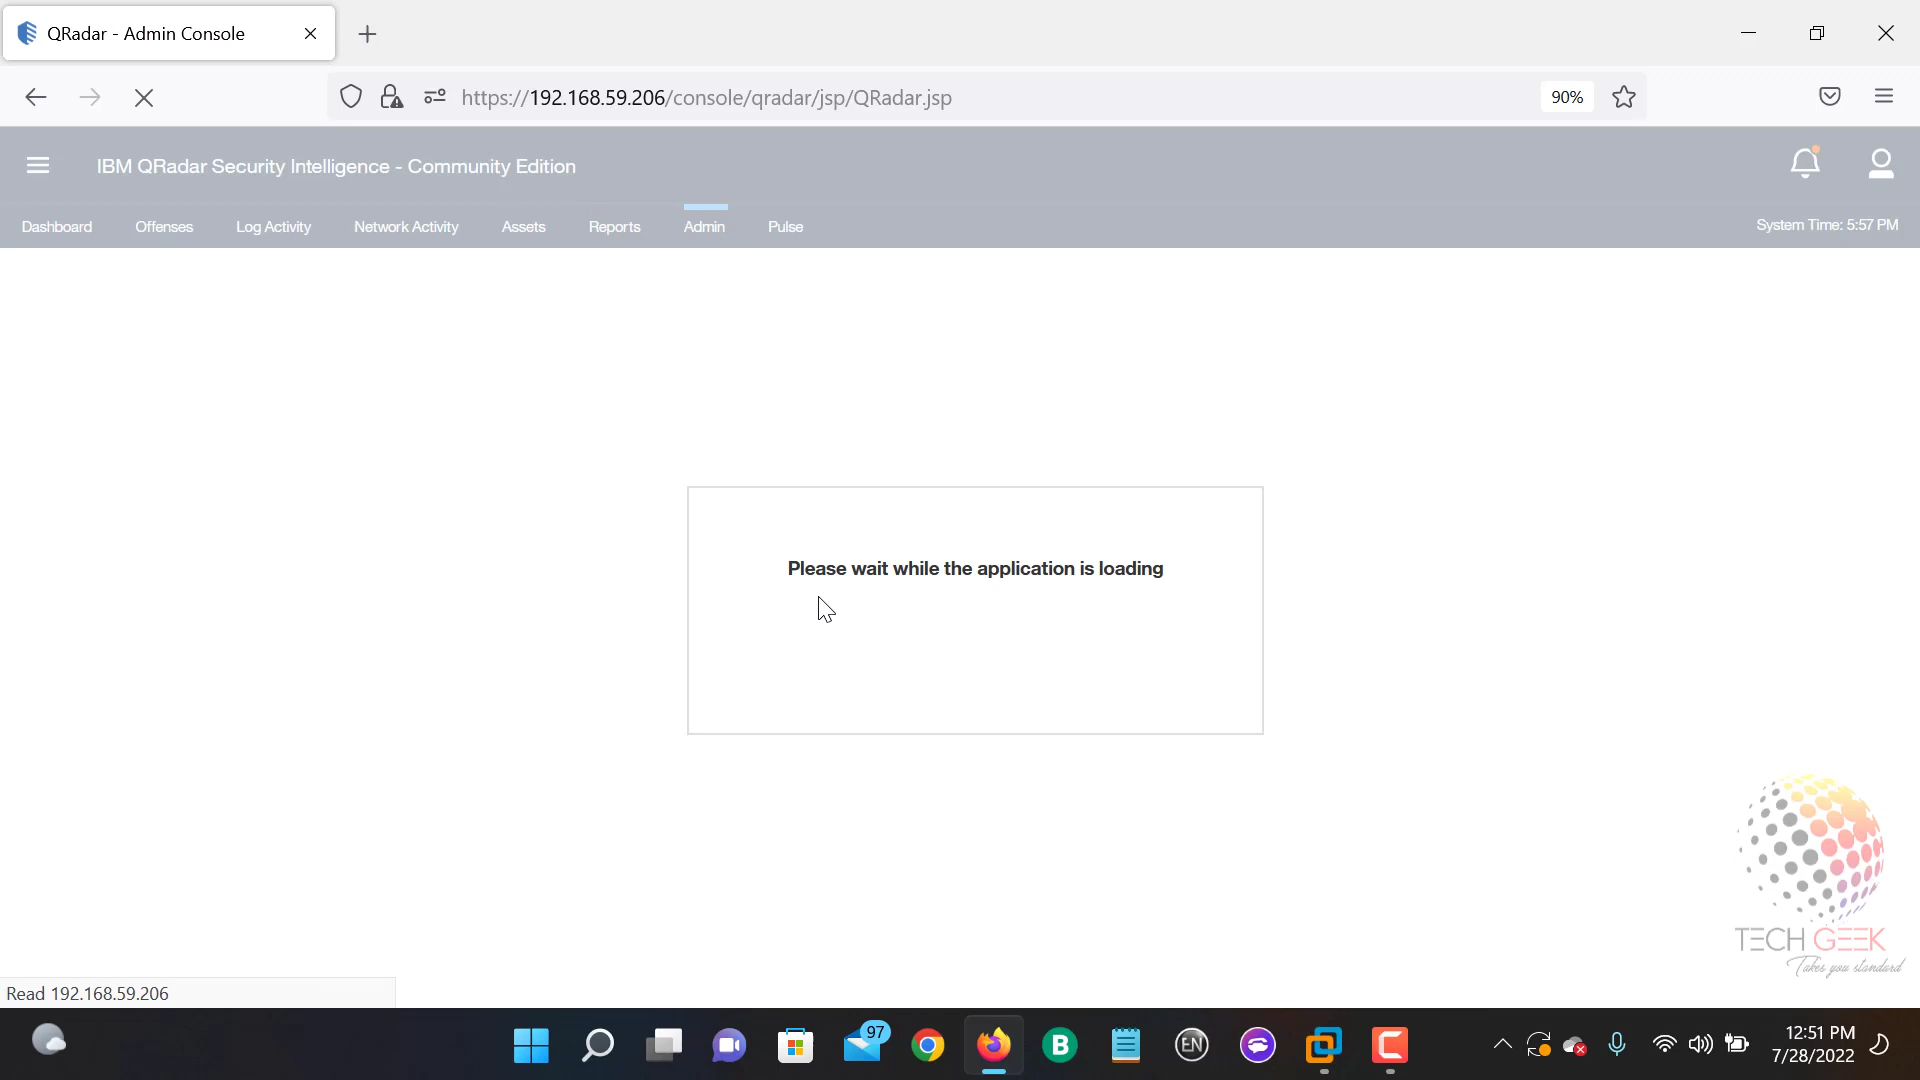 QRadar - Admin Console
https://192.168.59.206/console/qradar/jsp/QRadar.jsp
90%
IBM QRadar Security Intelligence - Community Edition
Dashboard Offenses Log Activity Network Activity Assets Reports Admin Pulse System Time: 5:57 PM
Please wait while the application is loading
TECH GEEK
Takes you standard
Read 192.168.59.206
97
B
EN
12:51 PM
7/28/2022